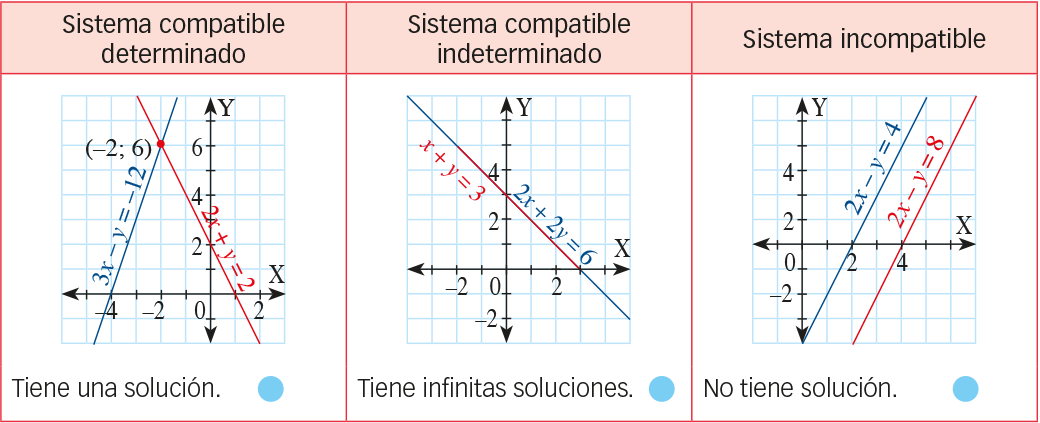 Sistema compatible
determinado
Sistema compatible
indeterminado
Sistema incompatible
Y
(–2; 6)
6
4
2
3x – y = –12
2x + y = 2
X
–4
–2
0
2
Y
x + y = 3
4
2
2x + 2y = 6
X
–2
0
2
–2
Y
4
2
2x – y = 4
2x – y = 8
X
0
2
4
–2
Tiene una solución.
Tiene infinitas soluciones.
No tiene solución.